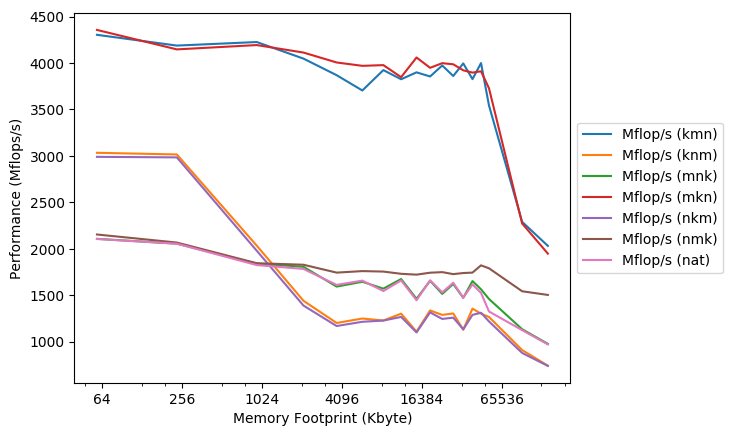 4500
4000
3500
3000
2500
2000
1500
1000
Performance (Mflops/s)
64 256 1024 4096 16384 65536
Memory Footprint (Kbyte)
Mflop/s (kmn)
Mflop/s (knm)
Mflop/s (mnk)
Mflop/s (mkn)
Mflop/s (nkm)
Mflop/s (nmk)
Mflop/s (nat)